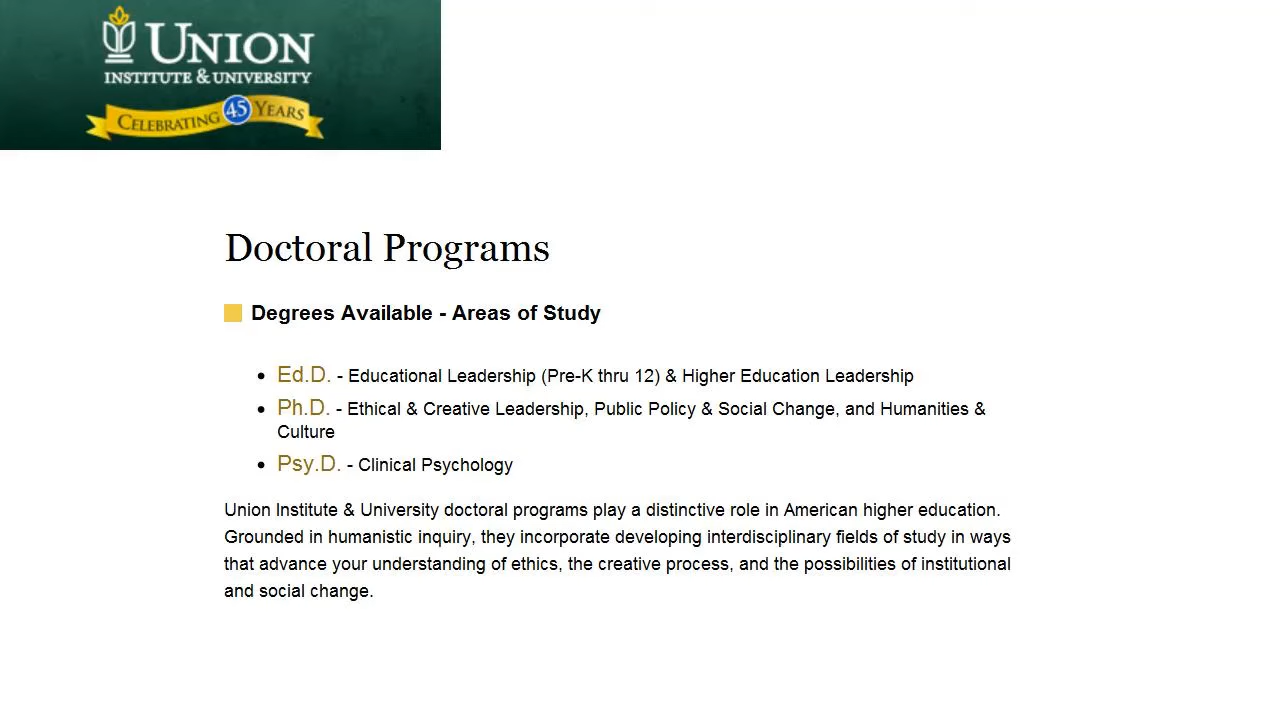 UNION
INSTITUTE & UNIVERSITY
CELEBRATING 45 YEARS
Doctoral Programs
Degrees Available - Areas of Study
• Ed.D. - Educational Leadership (Pre-K thru 12) & Higher Education Leadership
• Ph.D. - Ethical & Creative Leadership, Public Policy & Social Change, and Humanities &
Culture
• Psy.D. - Clinical Psychology
Union Institute & University doctoral programs play a distinctive role in American higher education.
Grounded in humanistic inquiry, they incorporate developing interdisciplinary fields of study in ways
that advance your understanding of ethics, the creative process, and the possibilities of institutional
and social change.